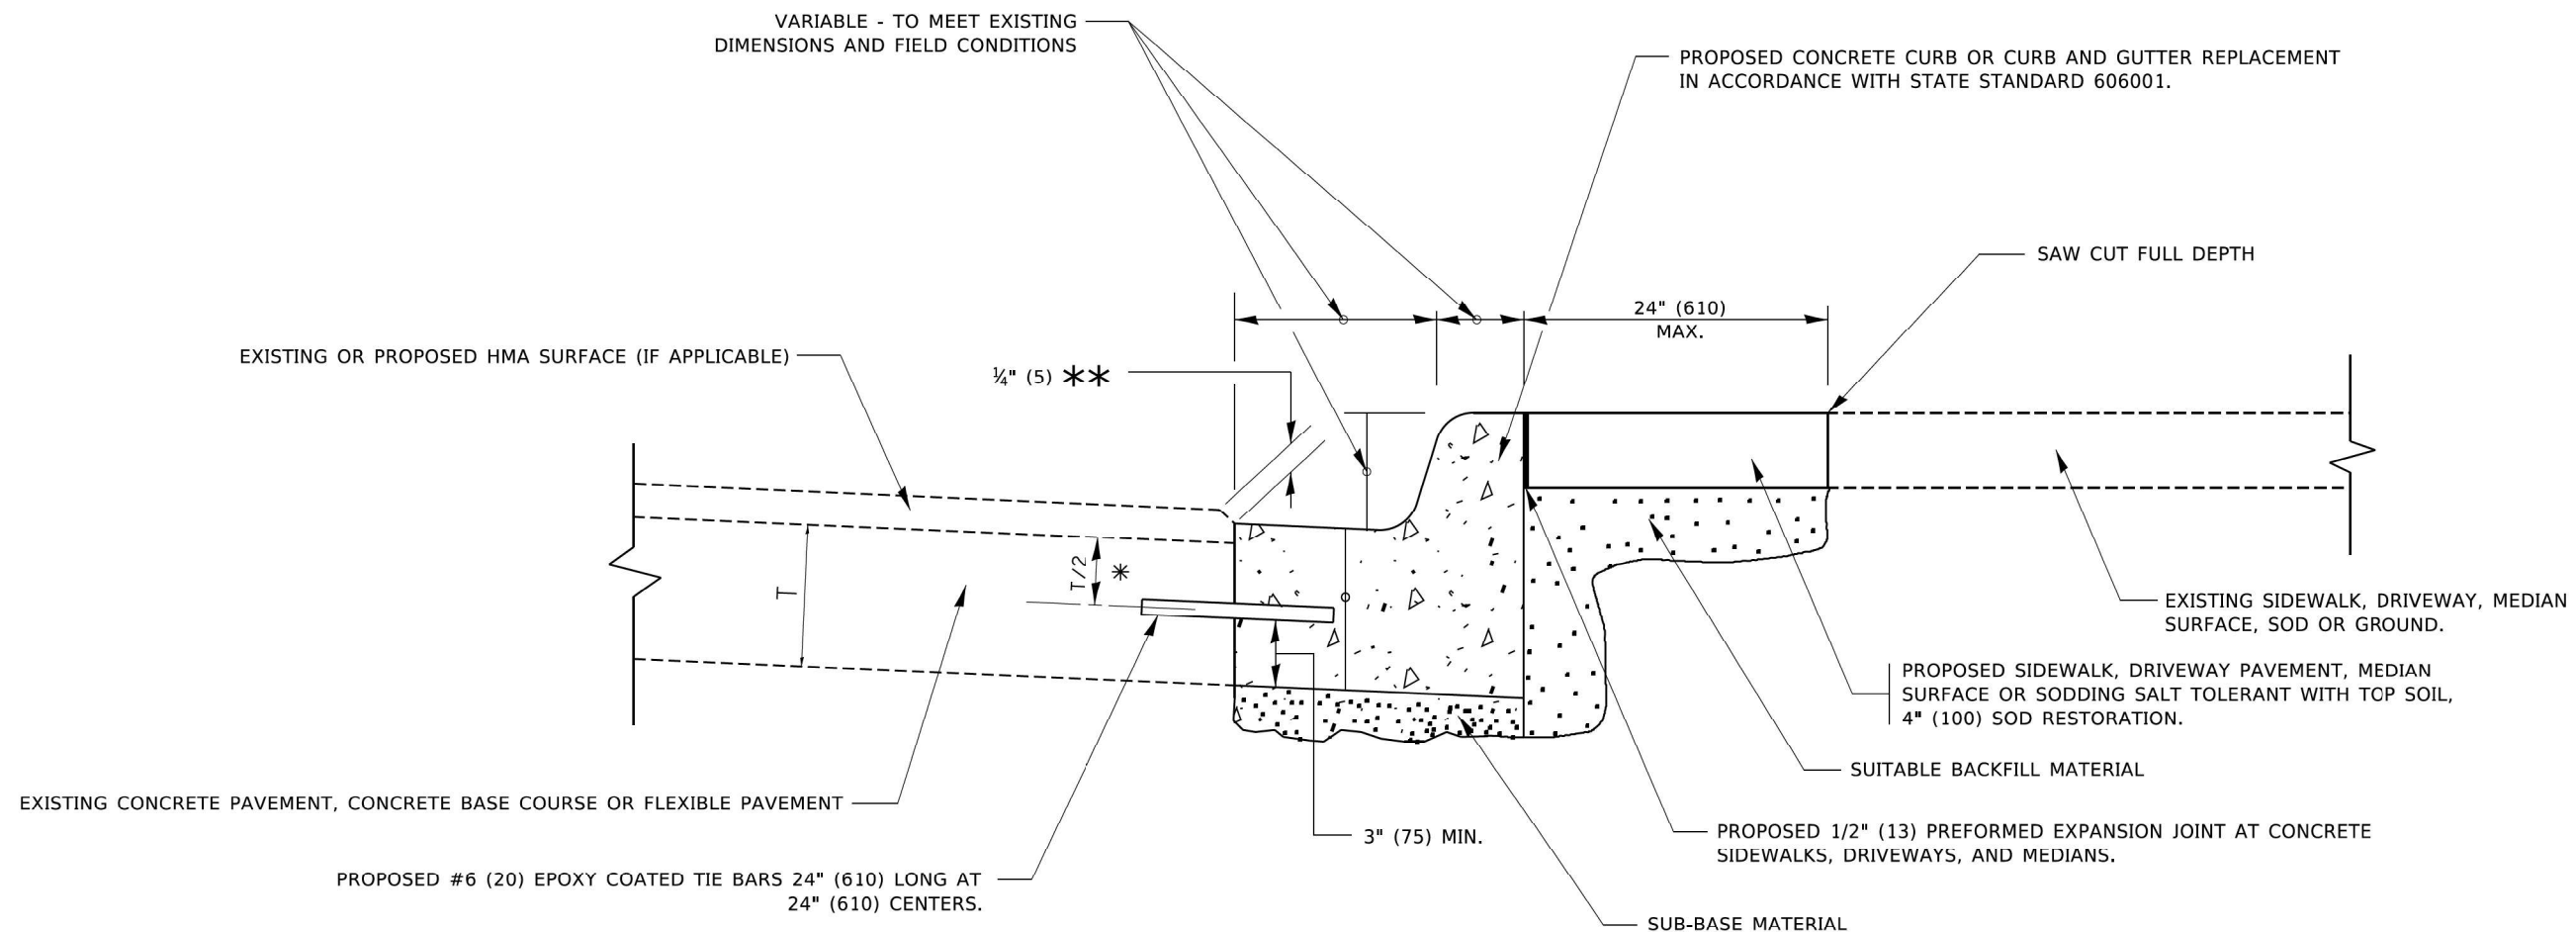 VARIABLE - TO MEET EXISTING
DIMENSIONS AND FIELD CONDITIONS
PROPOSED CONCRETE CURB OR CURB AND GUTTER REPLACEMENT
IN ACCORDANCE WITH STATE STANDARD 606001.
SAW CUT FULL DEPTH
24" (610)
MAX.
EXISTING OR PROPOSED HMA SURFACE (IF APPLICABLE)
¼" (5) **
T
T/2
*
EXISTING SIDEWALK, DRIVEWAY, MEDIAN
SURFACE, SOD OR GROUND.
PROPOSED SIDEWALK, DRIVEWAY PAVEMENT, MEDIAN
SURFACE OR SODDING SALT TOLERANT WITH TOP SOIL,
4" (100) SOD RESTORATION.
SUITABLE BACKFILL MATERIAL
EXISTING CONCRETE PAVEMENT, CONCRETE BASE COURSE OR FLEXIBLE PAVEMENT
3" (75) MIN.
PROPOSED 1/2" (13) PREFORMED EXPANSION JOINT AT CONCRETE
SIDEWALKS, DRIVEWAYS, AND MEDIANS.
PROPOSED #6 (20) EPOXY COATED TIE BARS 24" (610) LONG AT
24" (610) CENTERS.
SUB-BASE MATERIAL